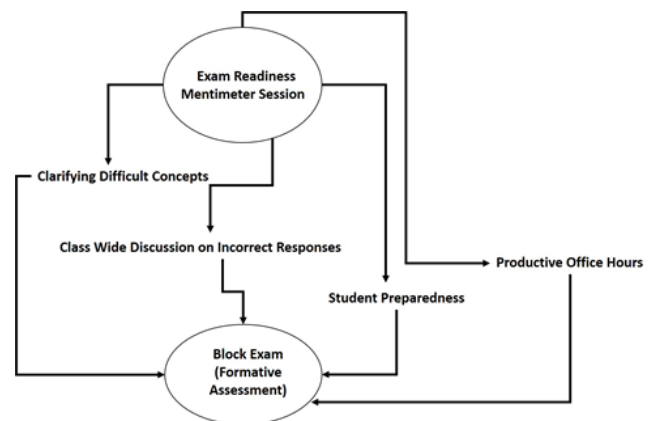 Exam Readiness
Mentimeter Session
Clarifying Difficult Concepts
Class Wide Discussion on Incorrect Responses
Productive Office Hours
Student Preparedness
Block Exam
(Formative
Assessment)